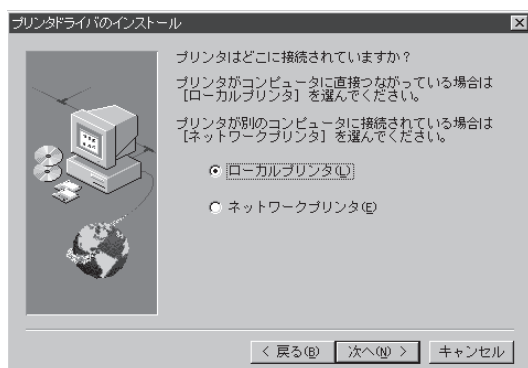 プリンタドライバのインストール
プリンタはどこに接続されていますか?
プリンタがコンピュータに直接つながっている場合は
[ローカルプリンタ] を選んでください。
プリンタが別のコンピュータに接続されている場合は
[ネットワークプリンタ] を選んでください。
ローカルプリンタ(L)
ネットワークプリンタ(E)
< 戻る(B) 次へ(N) > キャンセル